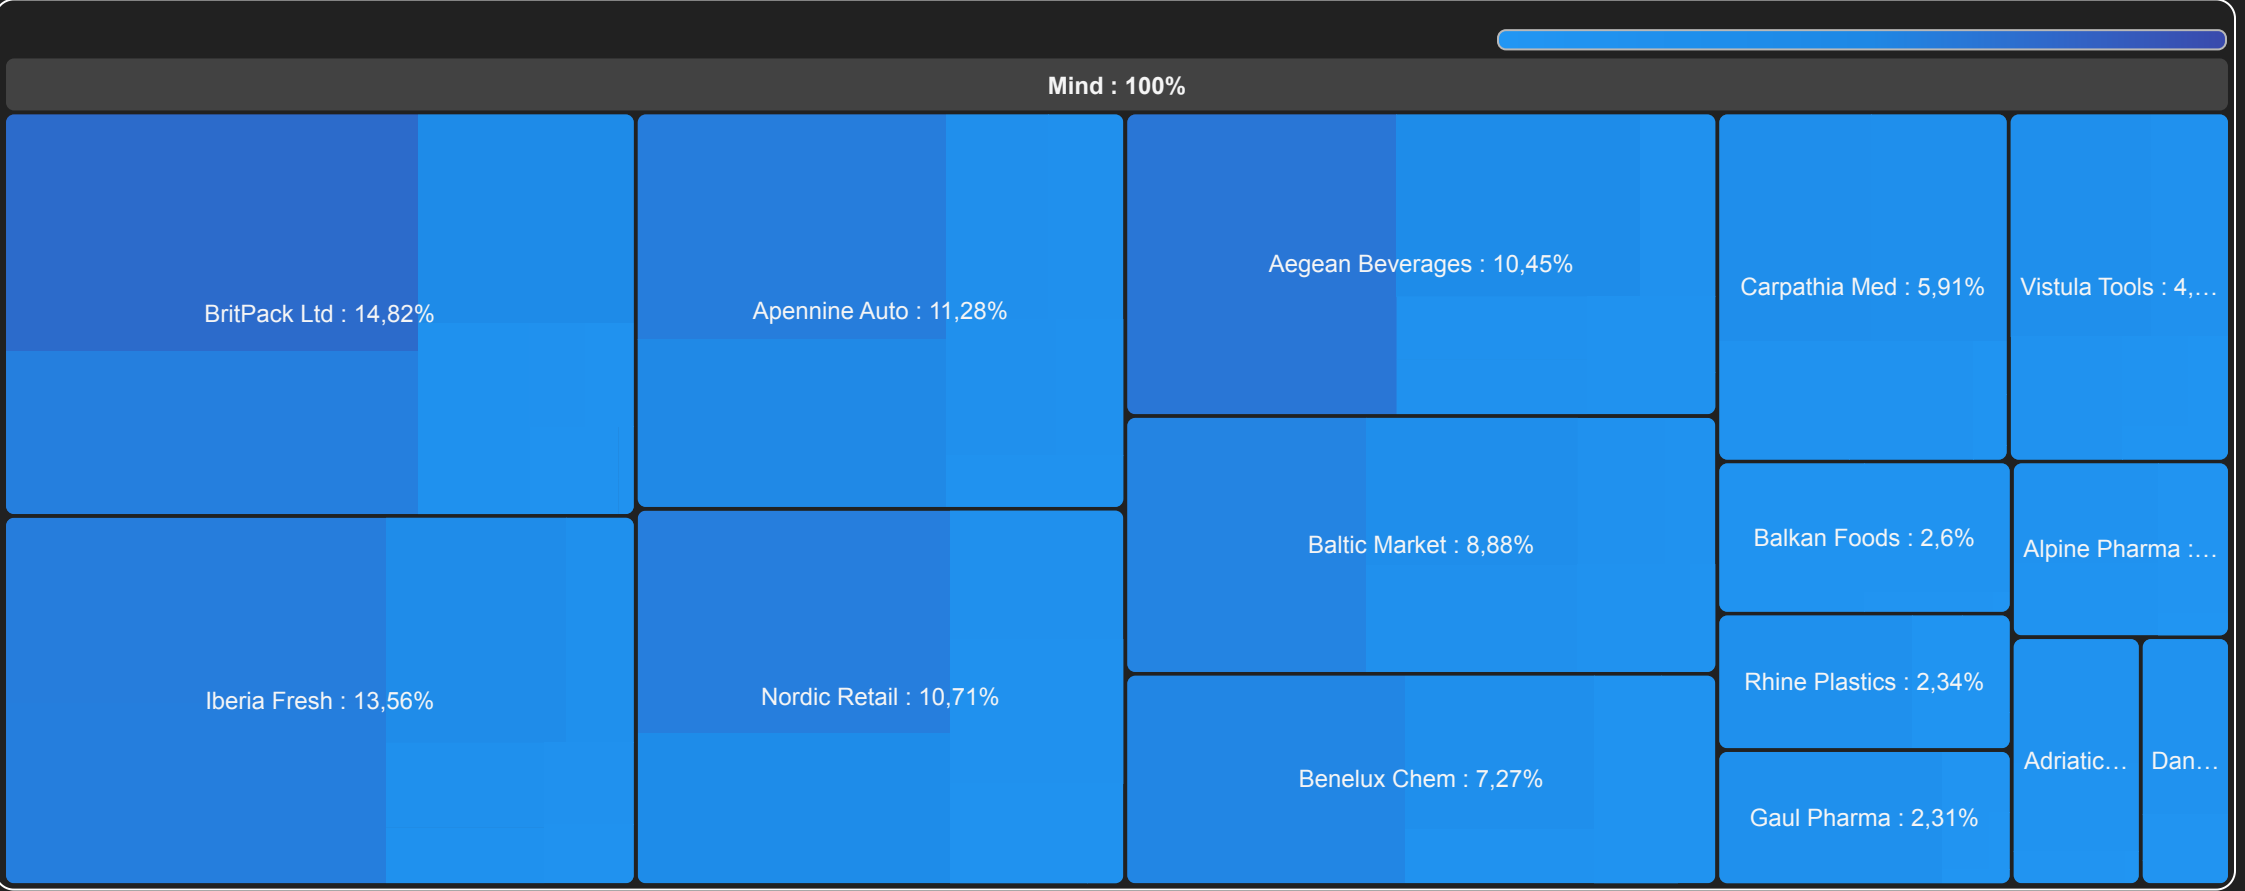 Mind : 100%
BritPack Ltd : 14,82%
Apennine Auto : 11,28%
Aegean Beverages : 10,45%
Carpathia Med : 5,91%
Vistula Tools : 4,…
Baltic Market : 8,88%
Balkan Foods : 2,6%
Alpine Pharma :…
Iberia Fresh : 13,56%
Nordic Retail : 10,71%
Rhine Plastics : 2,34%
Benelux Chem : 7,27%
Adriatic…
Dan…
Gaul Pharma : 2,31%